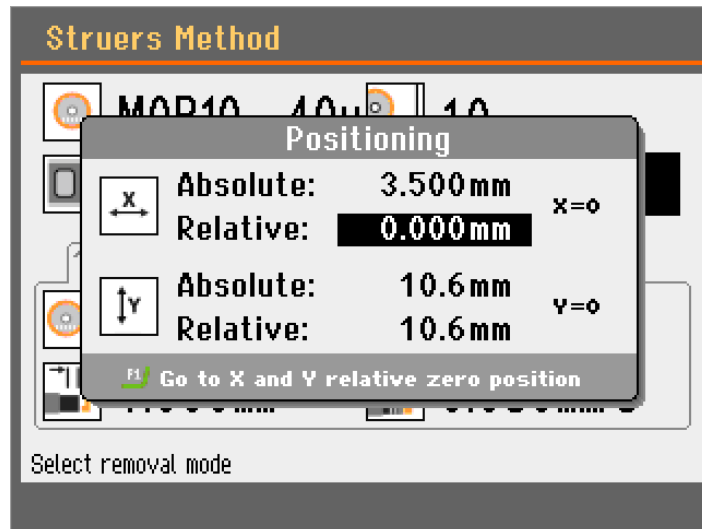 Struers Method
Positioning
X
Absolute: 3.500mm
Relative: 0.000mm
X=0
Y
Absolute: 10.6mm
Relative: 10.6mm
Y=0
F1 Go to X and Y relative zero position
Select removal mode